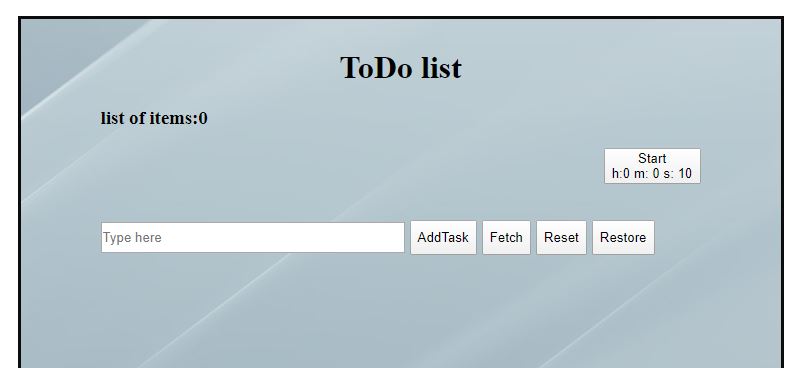 ToDo list
list of items:0
Start
h:0 m: 0 s: 10
Type here AddTask Fetch Reset Restore